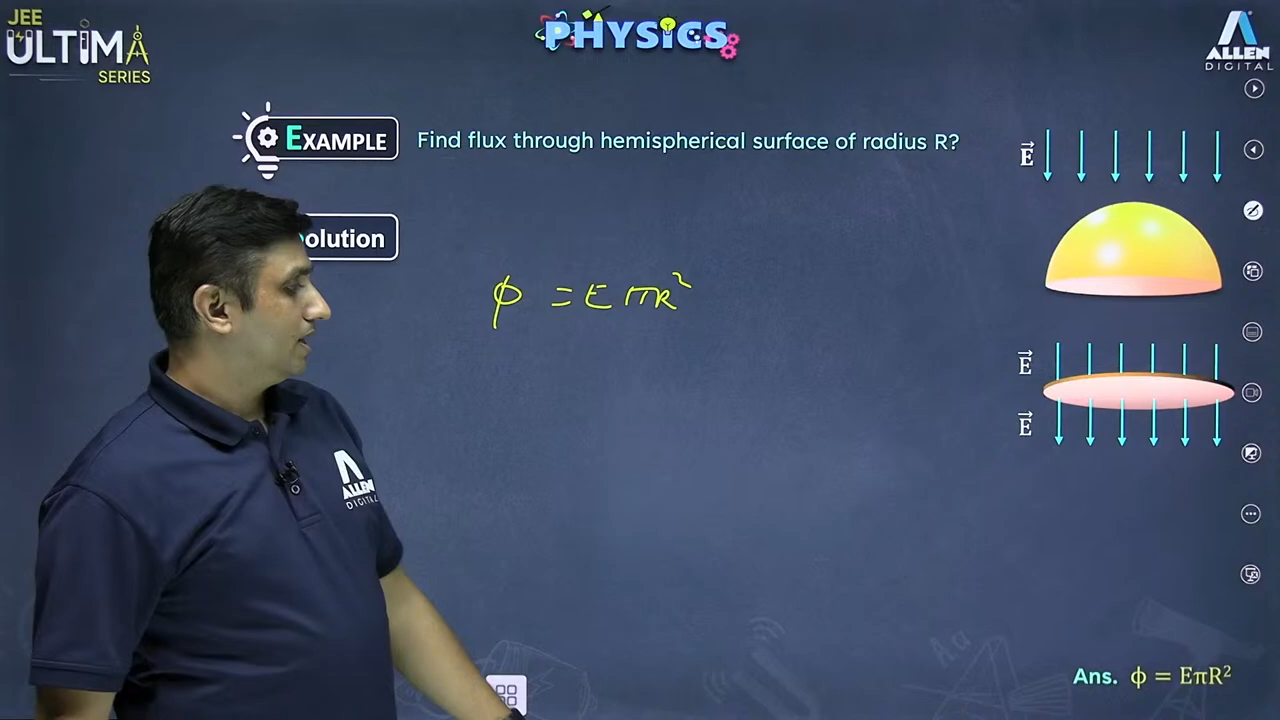 JEE
ULTIMA
SERIES
PHYSICS
ALLEN
DIGITAL
EXAMPLE
Find flux through hemispherical surface of radius R?
E⃗
olution
ϕ = EπR²
E⃗
E⃗
ALLEN
DIGITAL
Aa
Ans. ϕ = EπR²